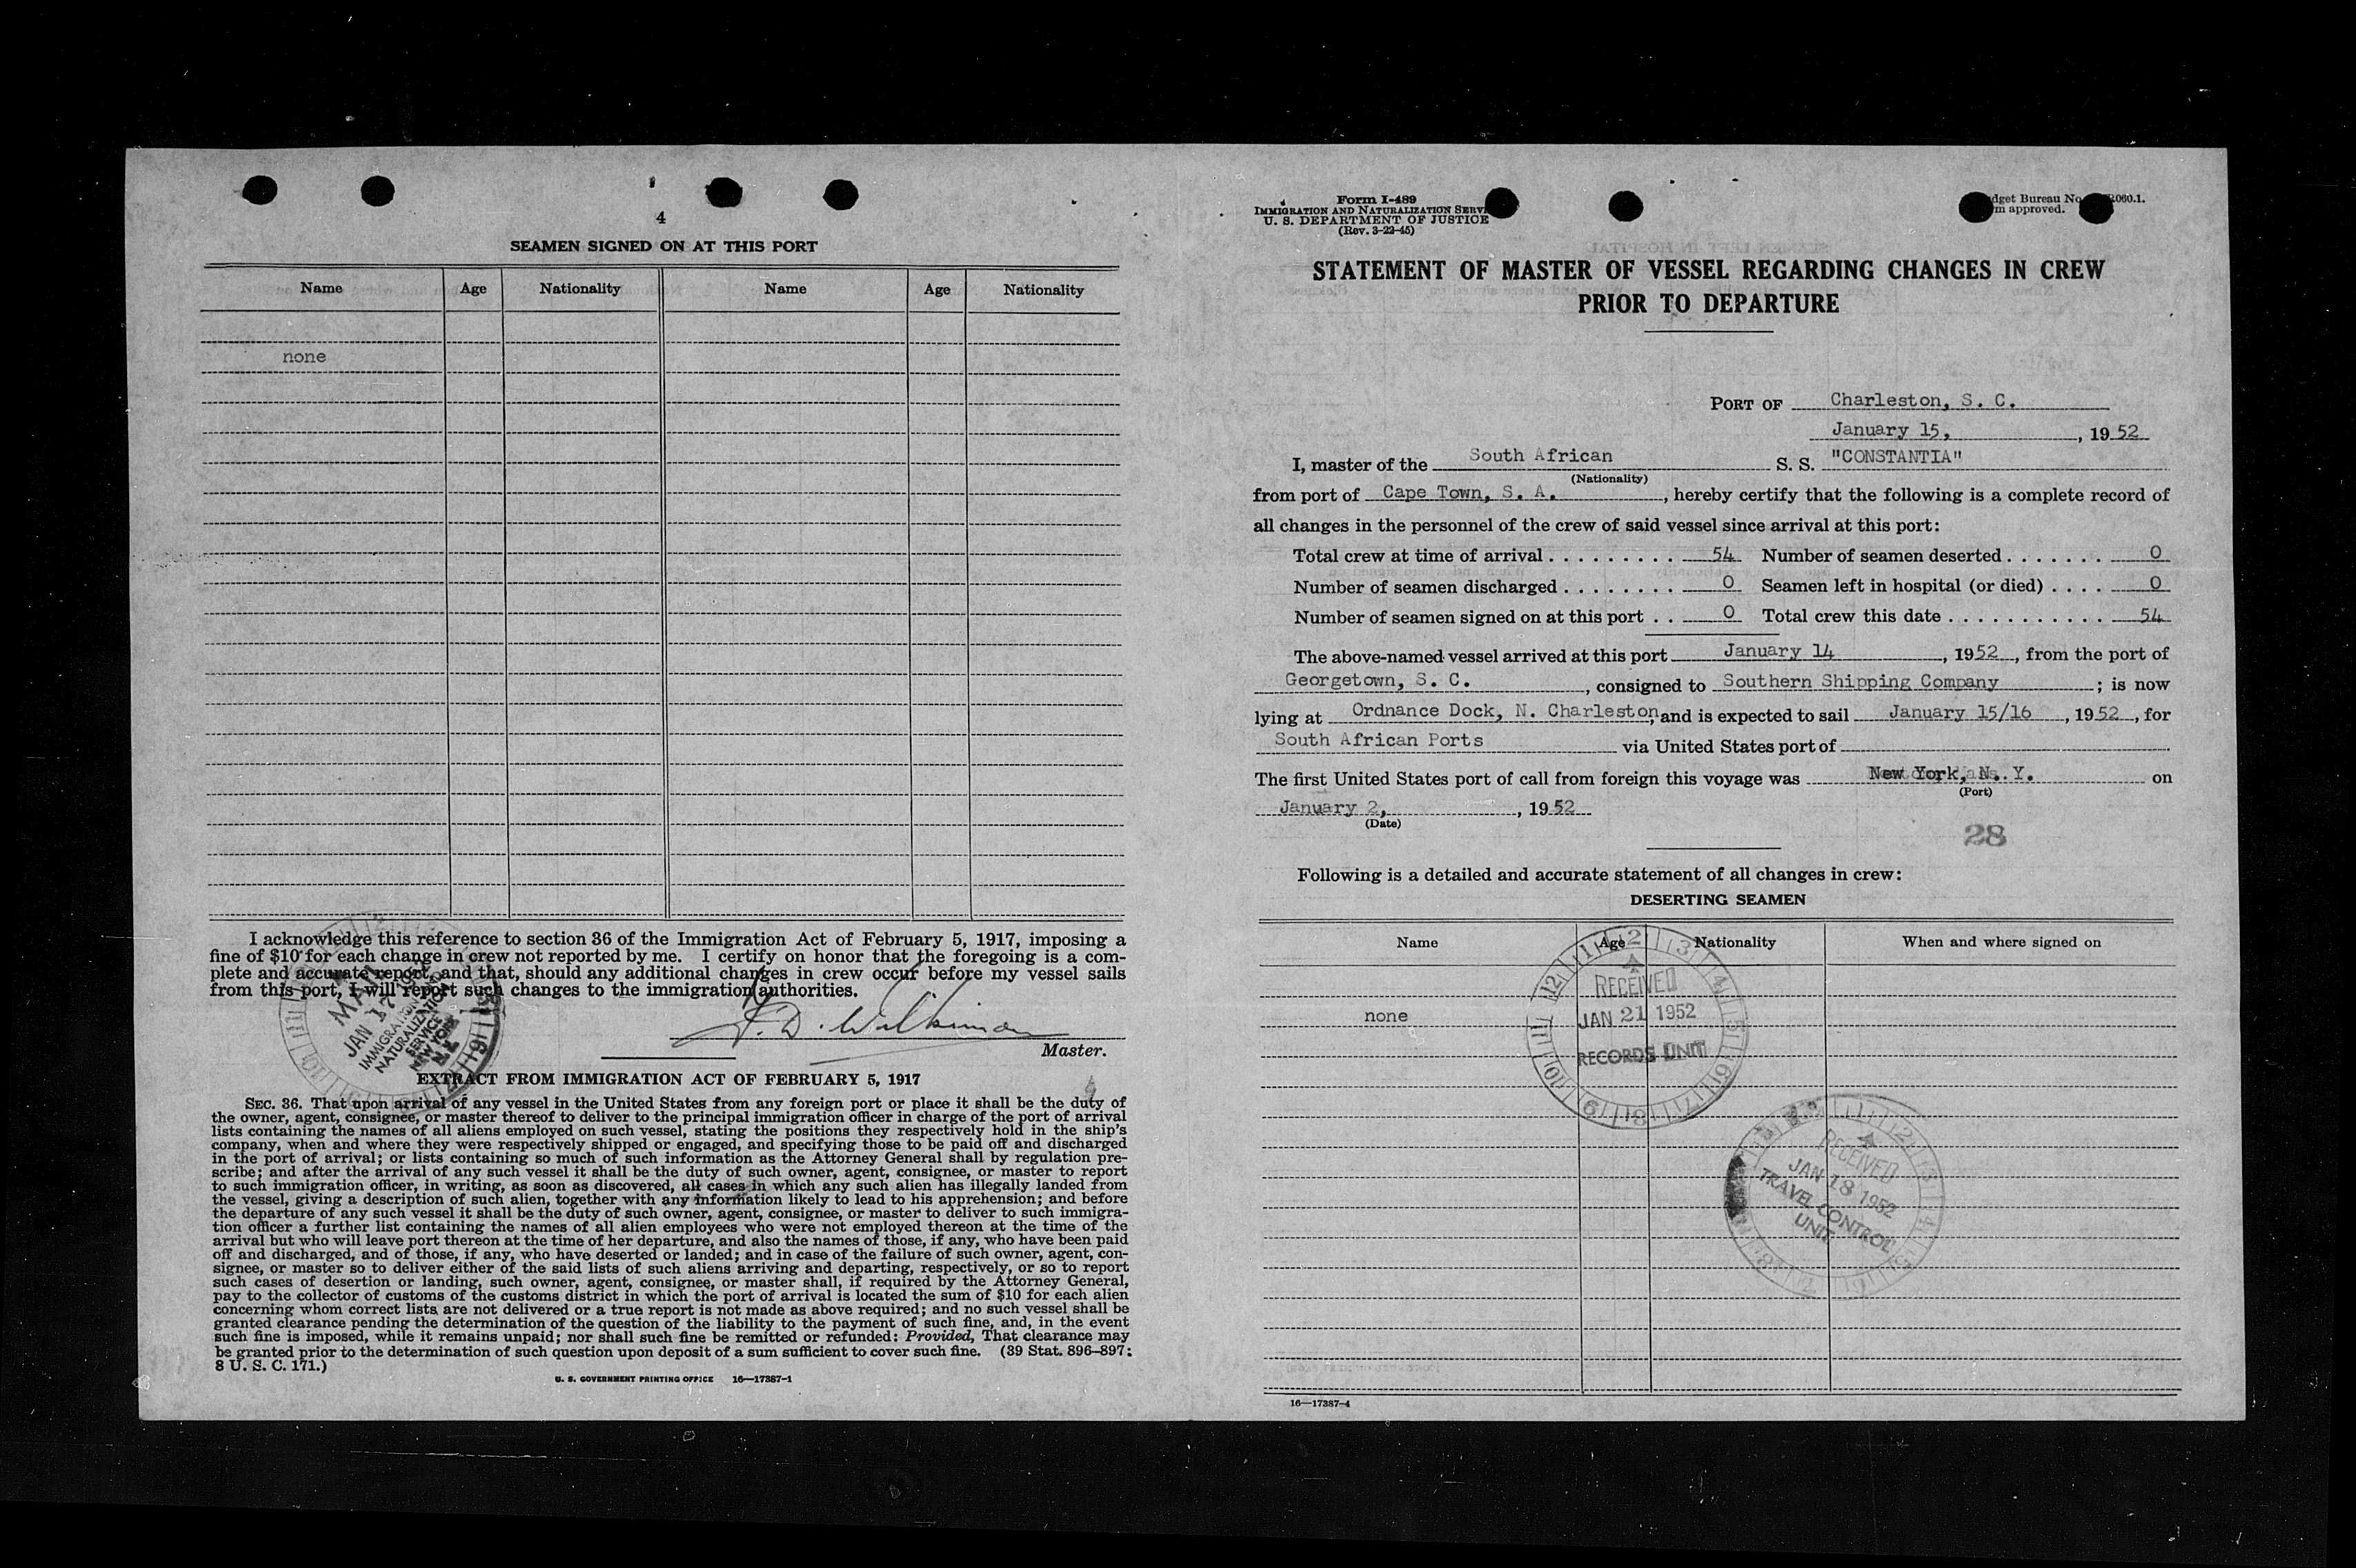 4
SEAMEN SIGNED ON AT THIS PORT
Name Age Nationality Name Age Nationality
none
I acknowledge this reference to section 36 of the Immigration Act of February 5, 1917, imposing a
fine of $10 for each change in crew not reported by me. I certify on honor that the foregoing is a com-
plete and accurate report, and that, should any additional changes in crew occur before my vessel sails
from this port, I will report such changes to the immigration authorities.
MAIL
JAN 17 1952
IMMIGRATION AND
NATURALIZATION
SERVICE
NEW YORK
N.Y.
Master.
EXTRACT FROM IMMIGRATION ACT OF FEBRUARY 5, 1917
SEC. 36. That upon arrival of any vessel in the United States from any foreign port or place it shall be the duty of
the owner, agent, consignee, or master thereof to deliver to the principal immigration officer in charge of the port of arrival
lists containing the names of all aliens employed on such vessel, stating the positions they respectively hold in the ship's
company, when and where they were respectively shipped or engaged, and specifying those to be paid off and discharged
in the port of arrival; or lists containing so much of such information as the Attorney General shall by regulation pre-
scribe; and after the arrival of any such vessel it shall be the duty of such owner, agent, consignee, or master to report
to such immigration officer, in writing, as soon as discovered, all cases in which any such alien has illegally landed from
the vessel, giving a description of such alien, together with any information likely to lead to his apprehension; and before
the departure of any such vessel it shall be the duty of such owner, agent, consignee, or master to deliver to such immigra-
tion officer a further list containing the names of all alien employees who were not employed thereon at the time of the
arrival but who will leave port thereon at the time of her departure, and also the names of those, if any, who have been paid
off and discharged, and of those, if any, who have deserted or landed; and in case of the failure of such owner, agent, con-
signee, or master so to deliver either of the said lists of such aliens arriving and departing, respectively, or so to report
such cases of desertion or landing, such owner, agent, consignee, or master shall, if required by the Attorney General,
pay to the collector of customs of the customs district in which the port of arrival is located the sum of $10 for each alien
concerning whom correct lists are not delivered or a true report is not made as above required; and no such vessel shall be
granted clearance pending the determination of the question of the liability to the payment of such fine, and, in the event
such fine is imposed, while it remains unpaid; nor shall such fine be remitted or refunded: Provided, That clearance may
be granted prior to the determination of such question upon deposit of a sum sufficient to cover such fine. (39 Stat. 896–897;
8 U. S. C. 171.)
U. S. GOVERNMENT PRINTING OFFICE 16—17387-1
Form I-489
IMMIGRATION AND NATURALIZATION SERVI
U. S. DEPARTMENT OF JUSTICE
(Rev. 3-22-45)
dget Bureau No. 060.1.
m approved.
STATEMENT OF MASTER OF VESSEL REGARDING CHANGES IN CREW
PRIOR TO DEPARTURE
PORT OF Charleston, S. C.
January 15, , 19 52
I, master of the South African S. S. "CONSTANTIA"
(Nationality)
from port of Cape Town, S. A. , hereby certify that the following is a complete record of
all changes in the personnel of the crew of said vessel since arrival at this port:
Total crew at time of arrival . . . . . . . . . 54 Number of seamen deserted . . . . . . . 0
Number of seamen discharged . . . . . . . . 0 Seamen left in hospital (or died) . . . . 0
Number of seamen signed on at this port . . 0 Total crew this date . . . . . . . . . . . 54
The above-named vessel arrived at this port January 14 , 19 52 , from the port of
Georgetown, S. C. , consigned to Southern Shipping Company ; is now
lying at Ordnance Dock, N. Charleston, and is expected to sail January 15/16 , 19 52 , for
South African Ports via United States port of
The first United States port of call from foreign this voyage was New York, N. Y. on
(Port)
January 2, , 19 52
(Date)
28
Following is a detailed and accurate statement of all changes in crew:
DESERTING SEAMEN
Name Age Nationality When and where signed on
none
RECEIVED
JAN 21 1952
RECORDS UNIT
RECEIVED
JAN 18 1952
TRAVEL CONTROL
UNIT
16—17387-4